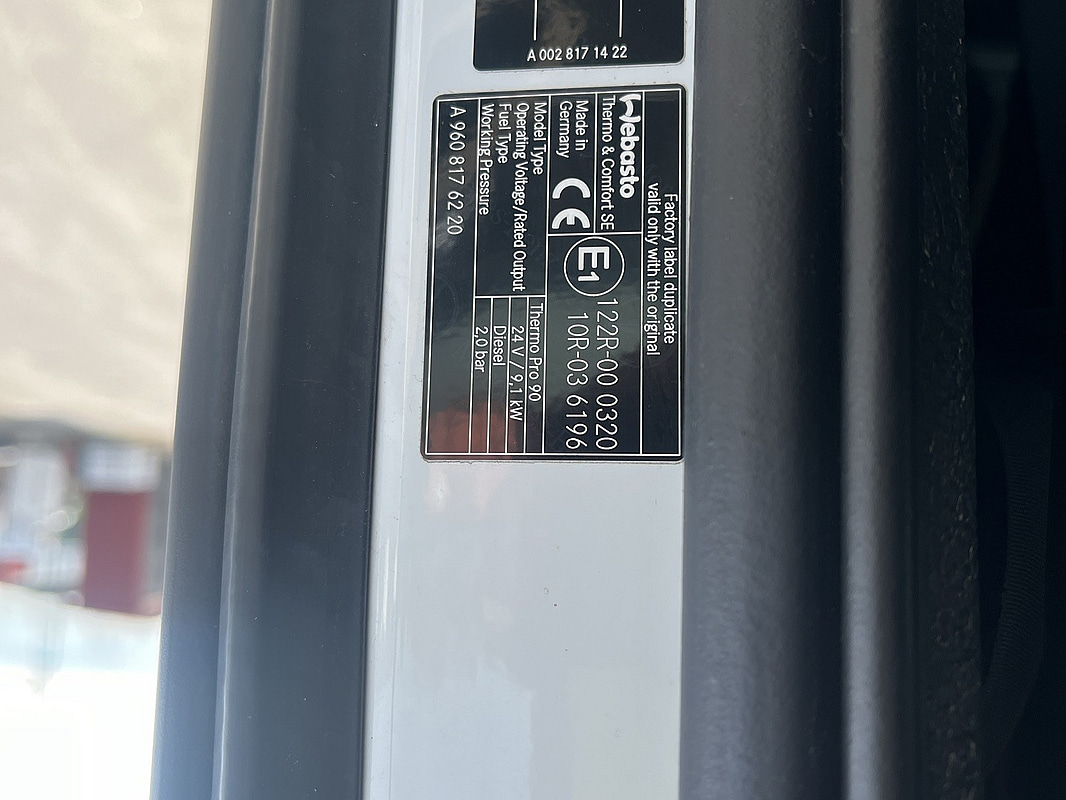 A 002 817 14 22
Factory label duplicate
valid only with the original
Webasto
Thermo & Comfort SE
Made in
Germany
CE
E1
122R-00 0320
10R-03 6196
Model Type Thermo Pro 90
Operating Voltage/Rated Output 24 V / 9,1 kW
Fuel Type Diesel
Working Pressure 2,0 bar
A 960 817 62 20